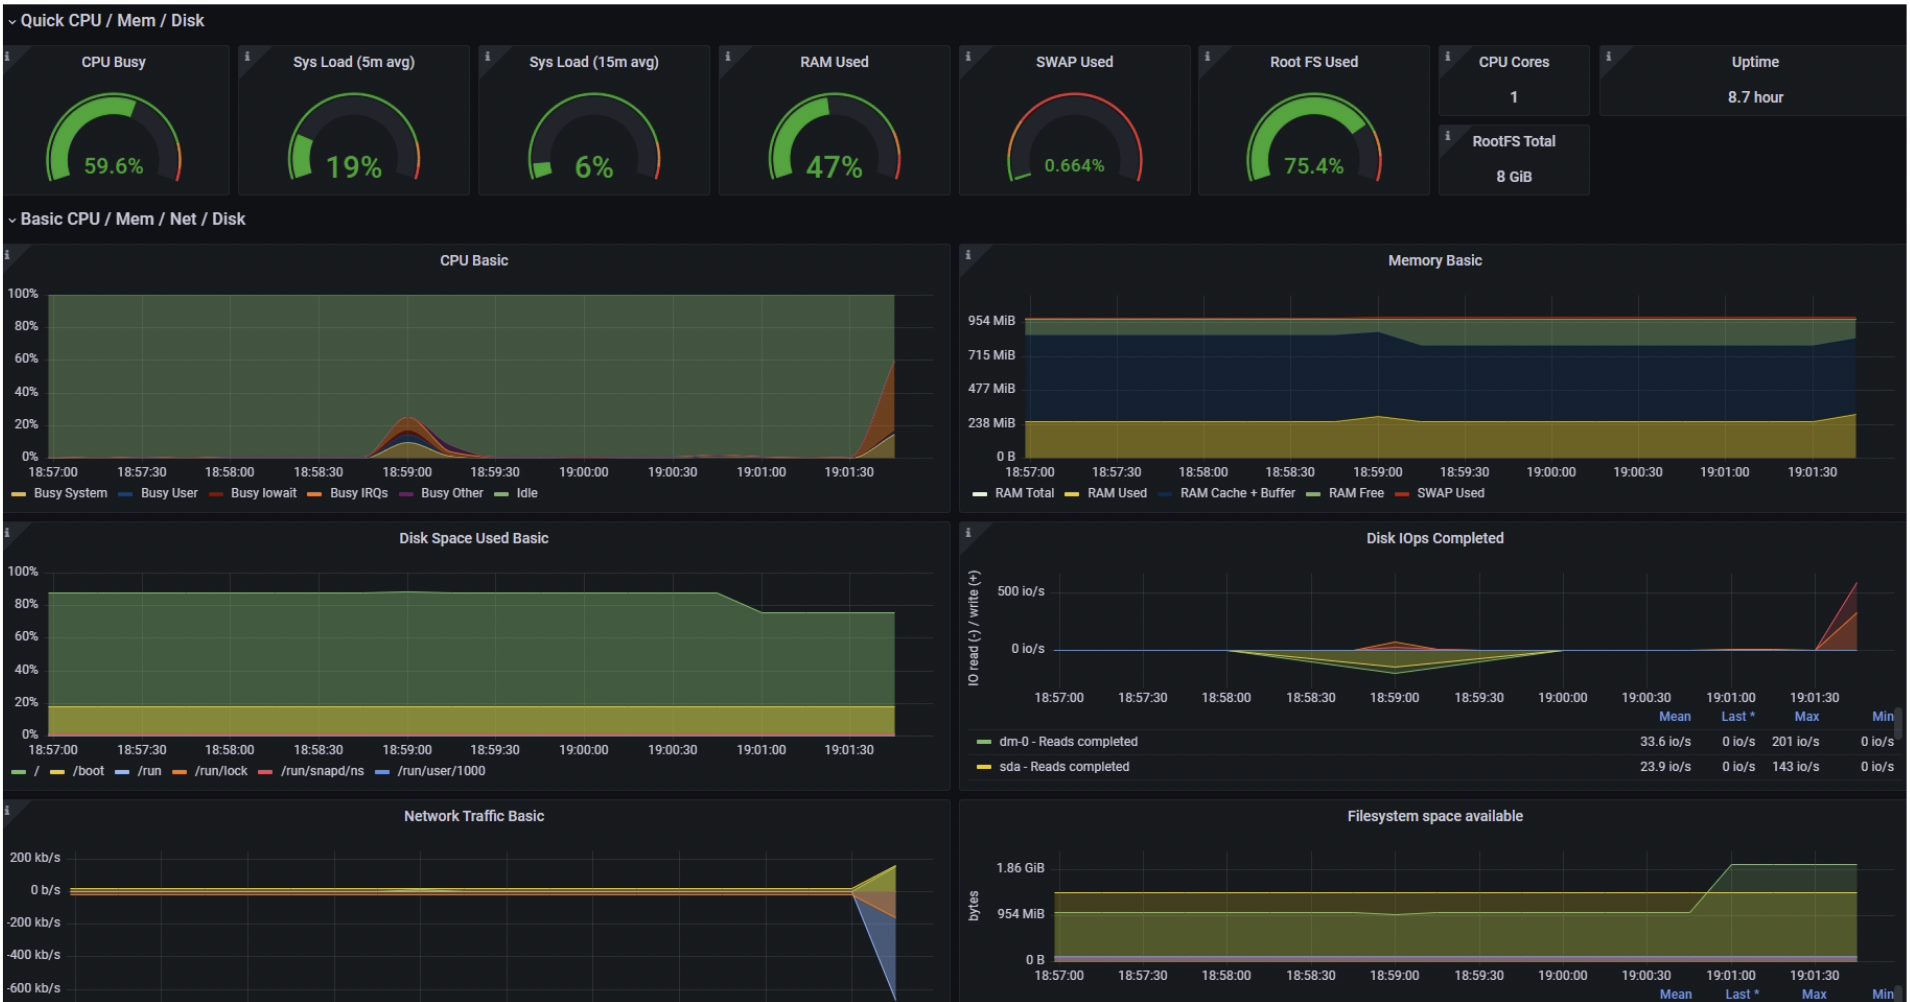 Quick CPU / Mem / Disk
CPU Busy
59.6%
Sys Load (5m avg)
19%
Sys Load (15m avg)
6%
RAM Used
47%
SWAP Used
0.664%
Root FS Used
75.4%
CPU Cores
1
RootFS Total
8 GiB
Uptime
8.7 hour
Basic CPU / Mem / Net / Disk
CPU Basic
100%
80%
60%
40%
20%
0%
18:57:00 18:57:30 18:58:00 18:58:30 18:59:00 18:59:30 19:00:00 19:00:30 19:01:00 19:01:30
Busy System Busy User Busy Iowait Busy IRQs Busy Other Idle
Memory Basic
954 MiB
715 MiB
477 MiB
238 MiB
0 B
18:57:00 18:57:30 18:58:00 18:58:30 18:59:00 18:59:30 19:00:00 19:00:30 19:01:00 19:01:30
RAM Total RAM Used RAM Cache + Buffer RAM Free SWAP Used
Disk Space Used Basic
100%
80%
60%
40%
20%
0%
18:57:00 18:57:30 18:58:00 18:58:30 18:59:00 18:59:30 19:00:00 19:00:30 19:01:00 19:01:30
/ /boot /run /run/lock /run/snapd/ns /run/user/1000
Disk IOps Completed
IO read (-) / write (+)
500 io/s
0 io/s
18:57:00 18:57:30 18:58:00 18:58:30 18:59:00 18:59:30 19:00:00 19:00:30 19:01:00 19:01:30
Mean Last * Max Min
dm-0 - Reads completed 33.6 io/s 0 io/s 201 io/s 0 io/s
sda - Reads completed 23.9 io/s 0 io/s 143 io/s 0 io/s
Network Traffic Basic
200 kb/s
0 b/s
-200 kb/s
-400 kb/s
-600 kb/s
Filesystem space available
bytes
1.86 GiB
954 MiB
0 B
18:57:00 18:57:30 18:58:00 18:58:30 18:59:00 18:59:30 19:00:00 19:00:30 19:01:00 19:01:30
Mean Last * Max Min